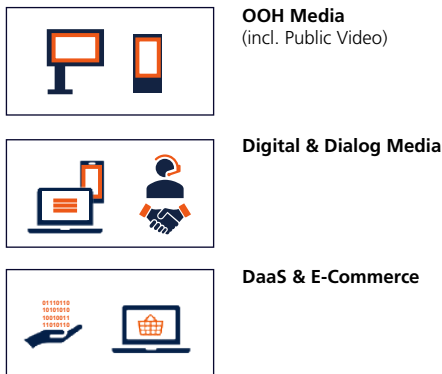 OOH Media
(incl. Public Video)
Digital & Dialog Media
01110110
10101010
10010011
11010110
DaaS & E-Commerce